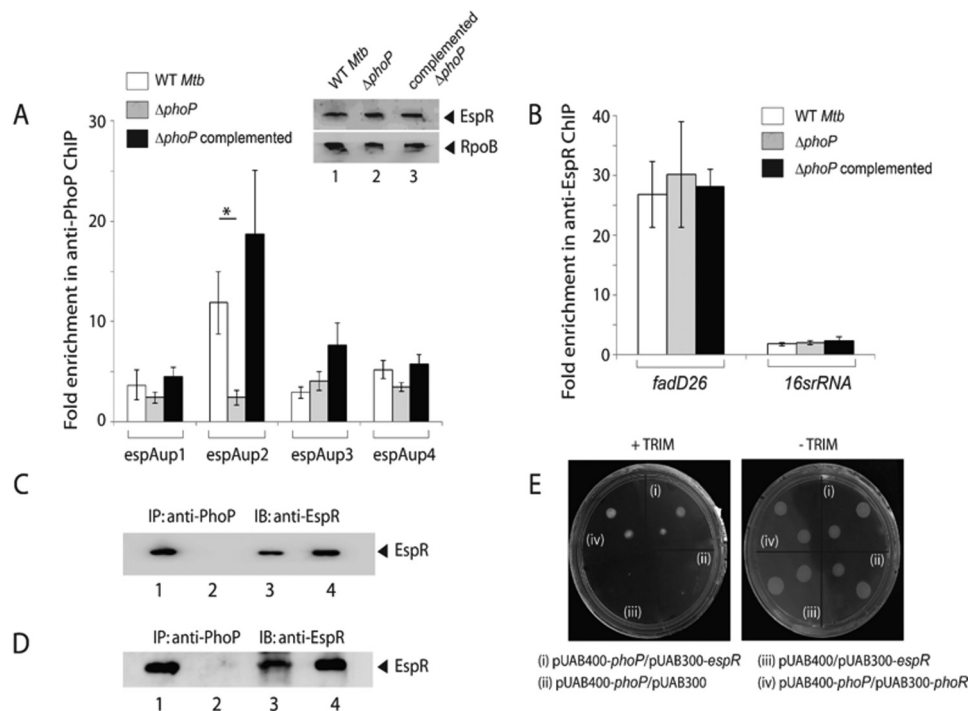 A
WT Mtb
ΔphoP
ΔphoP complemented
WT Mtb
ΔphoP
complemented
ΔphoP
EspR
RpoB
1 2 3
Fold enrichment in anti-PhoP ChIP
30
20
10
0
*
espAup1 espAup2 espAup3 espAup4
B
WT Mtb
ΔphoP
ΔphoP complemented
Fold enrichment in anti-EspR ChIP
40
30
20
10
0
fadD26 16srRNA
C
IP: anti-PhoP IB: anti-EspR
EspR
1 2 3 4
D
IP: anti-PhoP IB: anti-EspR
EspR
1 2 3 4
E
+ TRIM - TRIM
(i) (i)
(iv) (ii) (iv) (ii)
(iii) (iii)
(i) pUAB400-phoP/pUAB300-espR (iii) pUAB400/pUAB300-espR
(ii) pUAB400-phoP/pUAB300 (iv) pUAB400-phoP/pUAB300-phoR